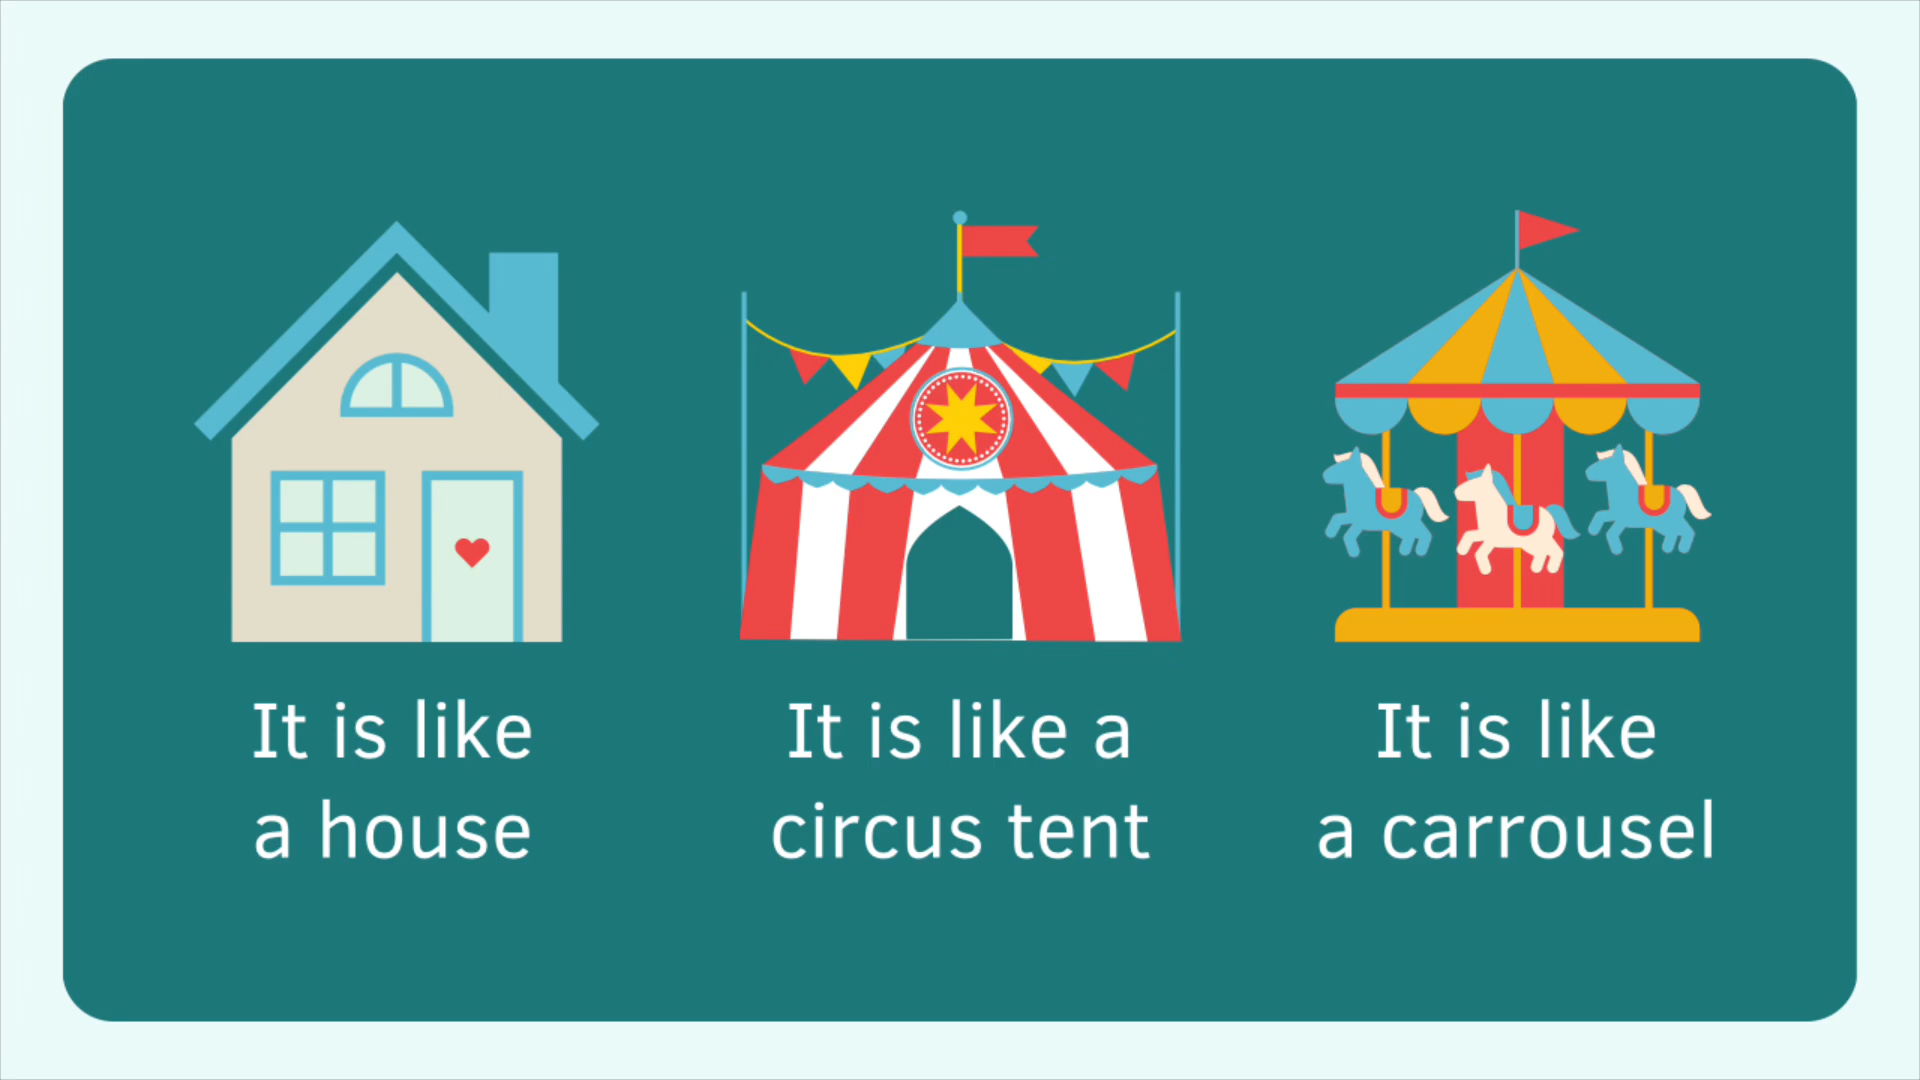 It is like
a house
It is like a
circus tent
It is like
a carrousel